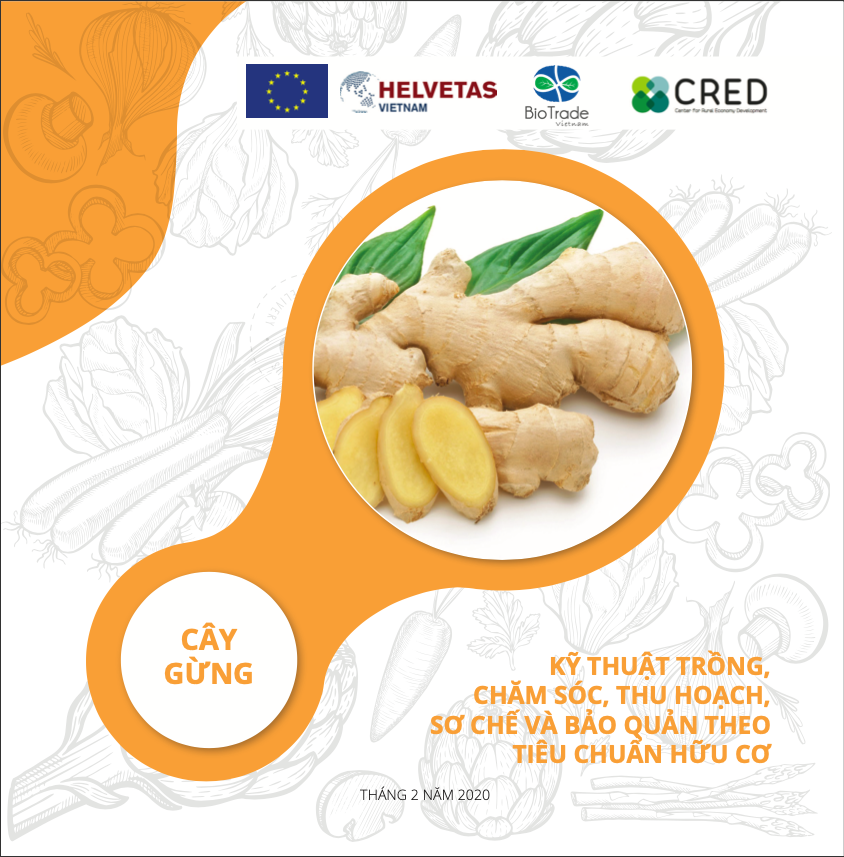 HELVETAS
VIETNAM
BioTrade
Vietnam
CRED
Center for Rural Economy Development
CÂY
GỪNG
KỸ THUẬT TRỒNG,
CHĂM SÓC, THU HOẠCH,
SƠ CHẾ VÀ BẢO QUẢN THEO
TIÊU CHUẨN HỮU CƠ
THÁNG 2 NĂM 2020